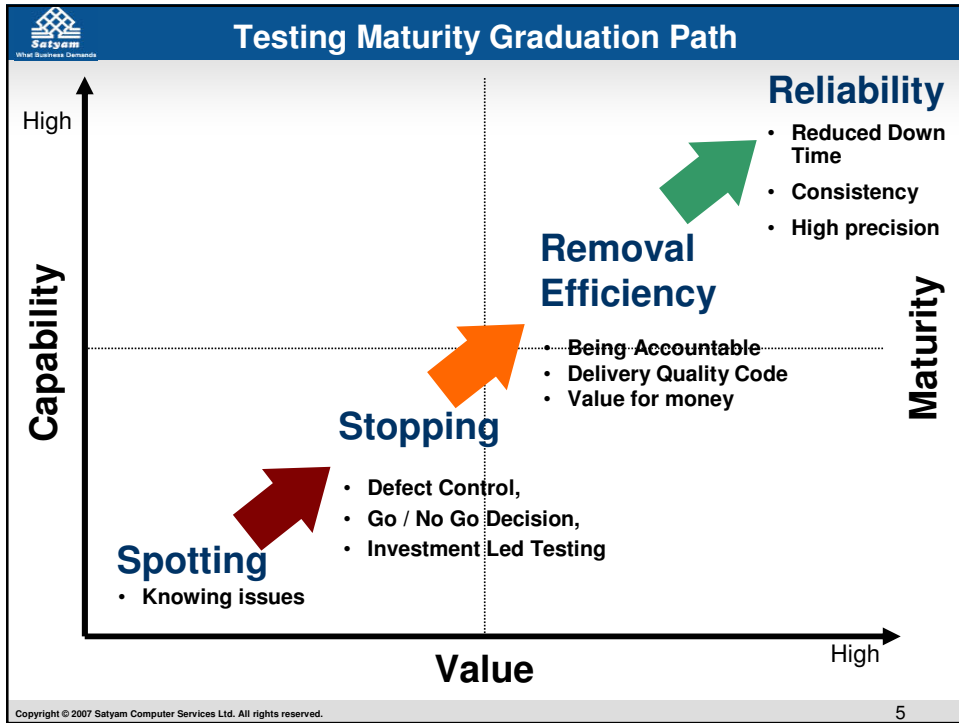 Satyam
What Business Demands
Testing Maturity Graduation Path
High
Capability
Reliability
• Reduced Down
Time
• Consistency
• High precision
Removal
Efficiency
• Being Accountable
• Delivery Quality Code
• Value for money
Maturity
Stopping
• Defect Control,
• Go / No Go Decision,
• Investment Led Testing
Spotting
• Knowing issues
Value
High
Copyright © 2007 Satyam Computer Services Ltd. All rights reserved.
5